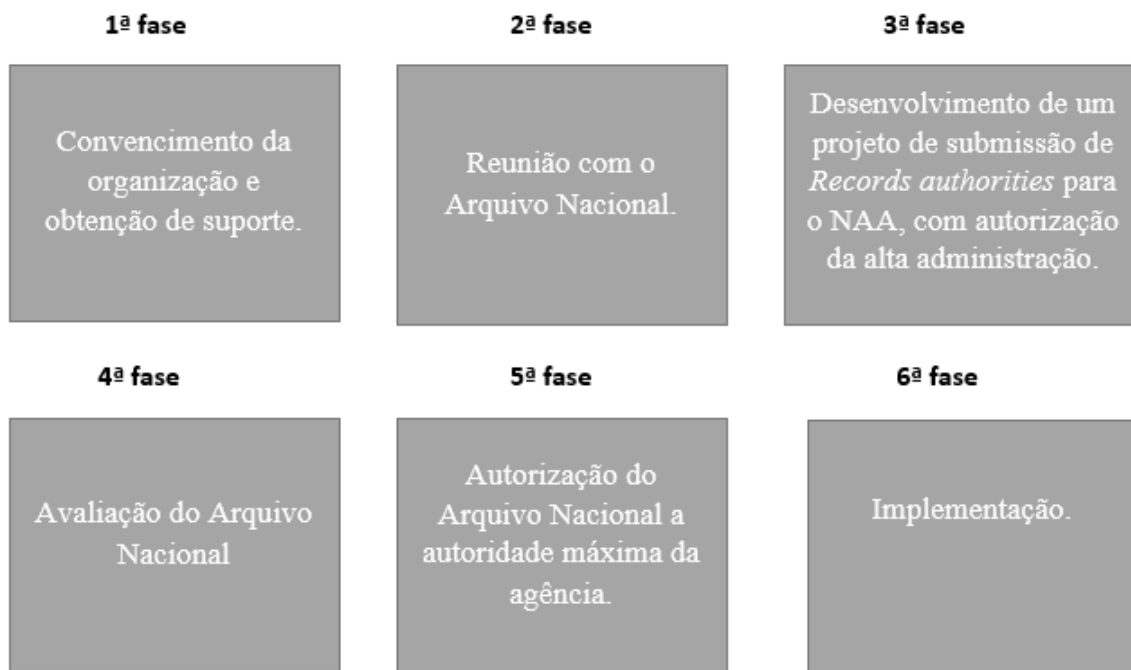 1ª fase
2ª fase
3ª fase
Convencimento da
organização e
obtenção de suporte.
Reunião com o
Arquivo Nacional.
Desenvolvimento de um
projeto de submissão de
Records authorities para
o NAA, com autorização
da alta administração.
4ª fase
5ª fase
6ª fase
Avaliação do Arquivo
Nacional
Autorização do
Arquivo Nacional a
autoridade máxima da
agência.
Implementação.